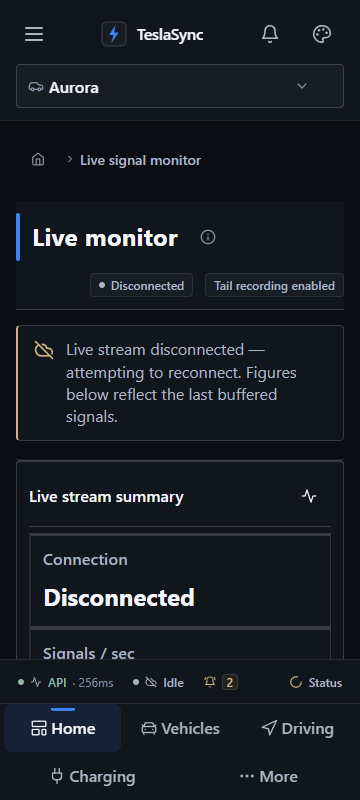 TeslaSync
Aurora
Live signal monitor
Live monitor
Disconnected
Tail recording enabled
Live stream disconnected —
attempting to reconnect. Figures
below reflect the last buffered
signals.
Live stream summary
Connection
Disconnected
Signals / sec
API · 256ms
Idle
2
Status
Home
Vehicles
Driving
Charging
More